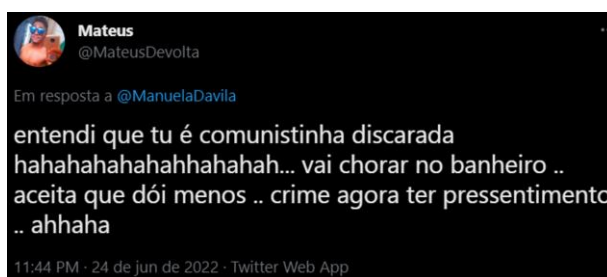 Mateus
@MateusDevolta
Em resposta a @ManuelaDavila
entendi que tu é comunistinha discarada
hahahahahahahhahahah... vai chorar no banheiro ..
aceita que dói menos .. crime agora ter pressentimento
.. ahhaha
11:44 PM · 24 de jun de 2022 · Twitter Web App